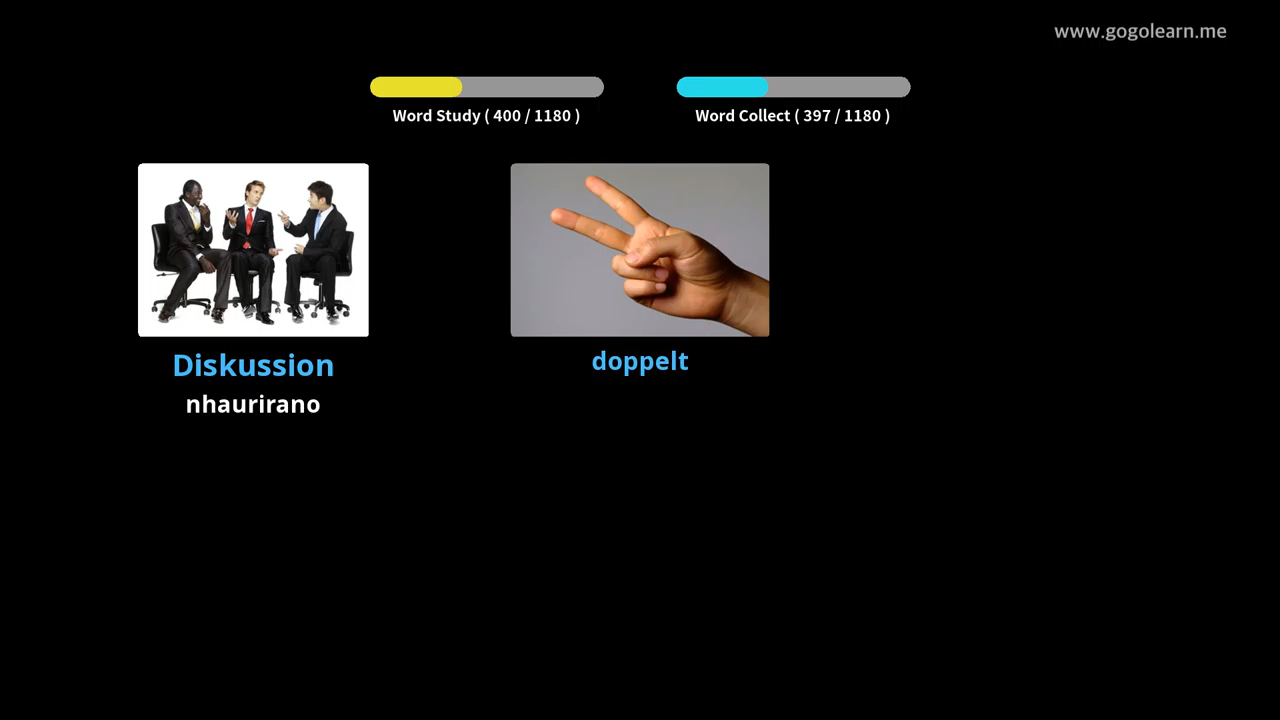 www.gogolearn.me
Word Study ( 400 / 1180 )
Word Collect ( 397 / 1180 )
Diskussion
nhaurirano
doppelt